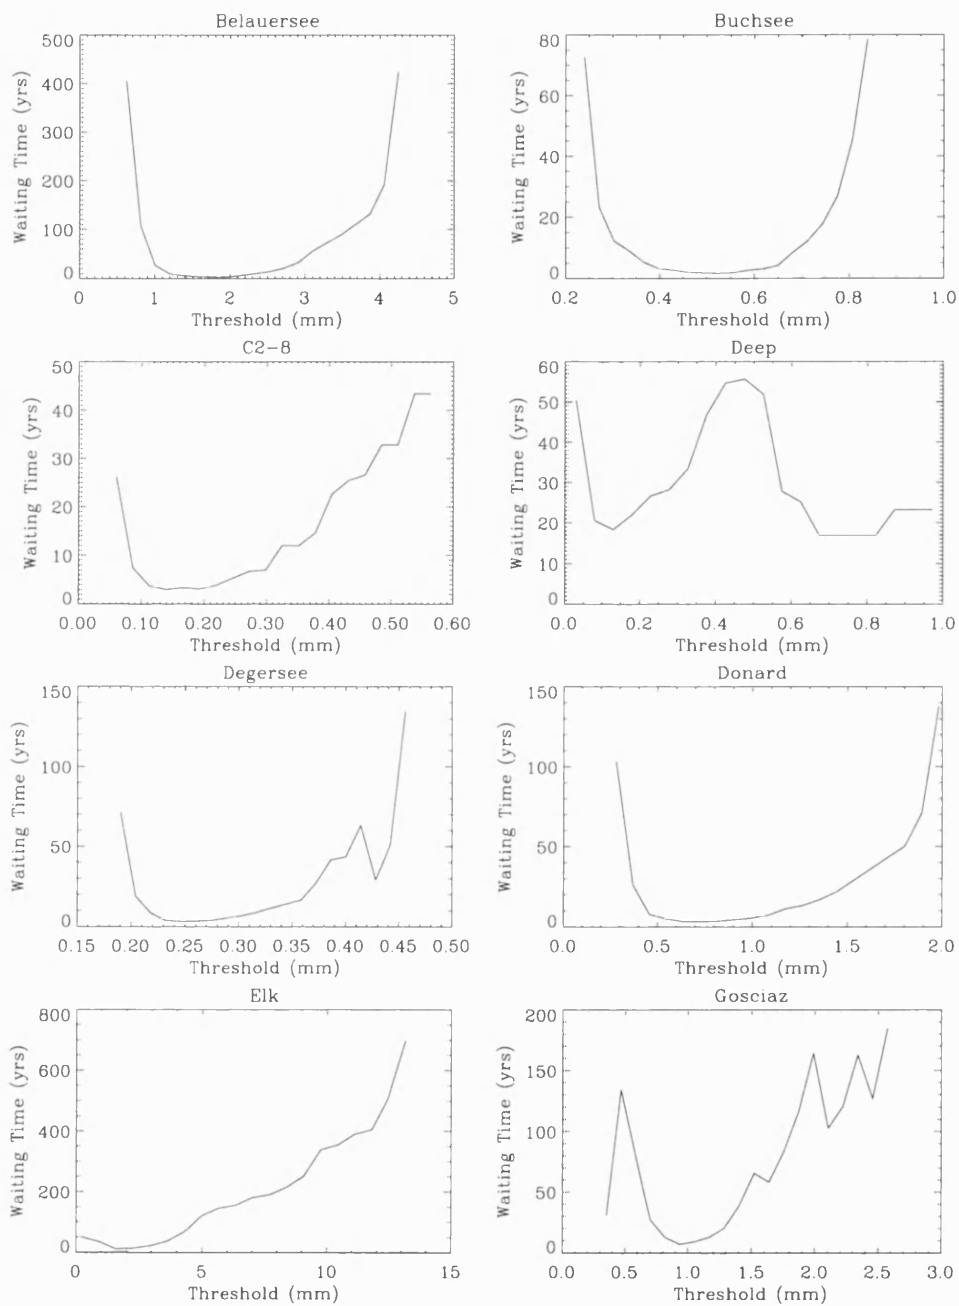 Belauersee
500
400
300
200
100
0
Waiting Time (yrs)
0 1 2 3 4 5
Threshold (mm)
Buchsee
80
60
40
20
0
Waiting Time (yrs)
0.2 0.4 0.6 0.8 1.0
Threshold (mm)
C2-8
50
40
30
20
10
0
Waiting Time (yrs)
0.00 0.10 0.20 0.30 0.40 0.50 0.60
Threshold (mm)
Deep
60
50
40
30
20
10
0
Waiting Time (yrs)
0.0 0.2 0.4 0.6 0.8 1.0
Threshold (mm)
Degersee
150
100
50
0
Waiting Time (yrs)
0.15 0.20 0.25 0.30 0.35 0.40 0.45 0.50
Threshold (mm)
Donard
150
100
50
0
Waiting Time (yrs)
0.0 0.5 1.0 1.5 2.0
Threshold (mm)
Elk
800
600
400
200
0
Waiting Time (yrs)
0 5 10 15
Threshold (mm)
Gosciaz
200
150
100
50
0
Waiting Time (yrs)
0.0 0.5 1.0 1.5 2.0 2.5 3.0
Threshold (mm)